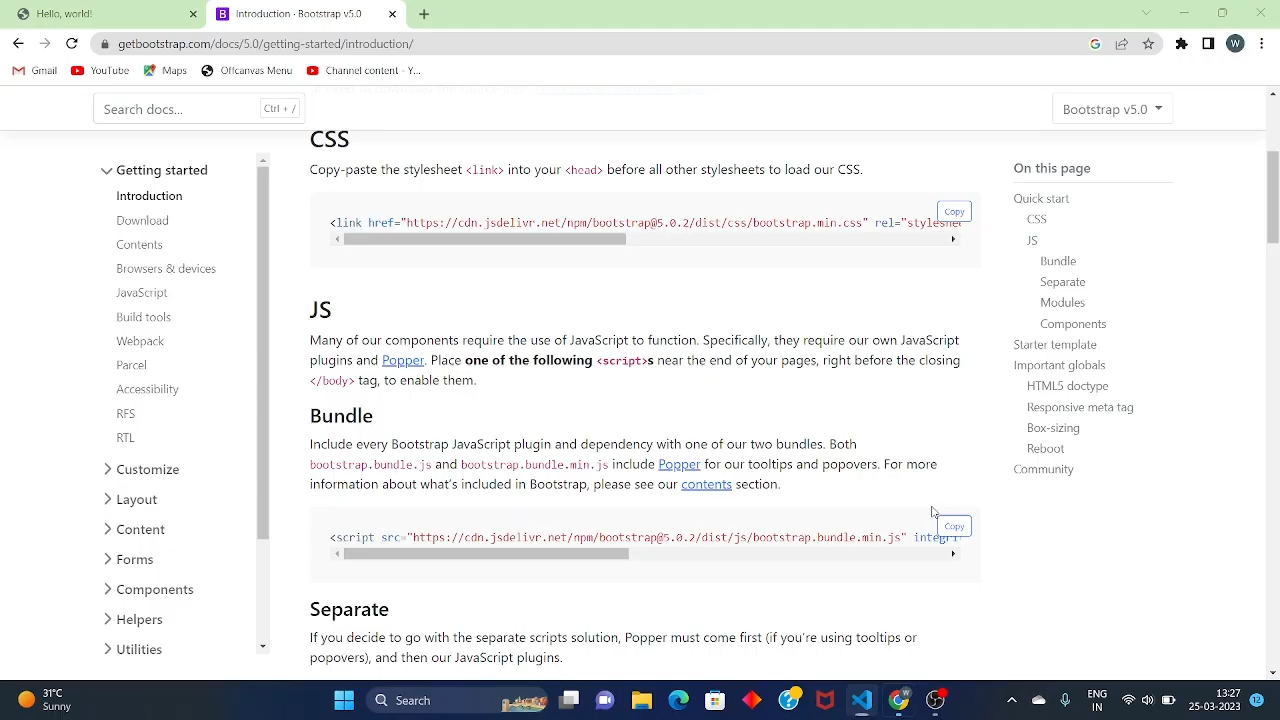 Hello, world!
Introduction · Bootstrap v5.0
getbootstrap.com/docs/5.0/getting-started/introduction/
W
Gmail
YouTube
Maps
Offcanvas Menu
Channel content - Y...
Search docs...
Ctrl + /
Bootstrap v5.0
Getting started
Introduction
Download
Contents
Browsers & devices
JavaScript
Build tools
Webpack
Parcel
Accessibility
RFS
RTL
Customize
Layout
Content
Forms
Components
Helpers
Utilities
CSS
Copy-paste the stylesheet <link> into your <head> before all other stylesheets to load our CSS.
Copy
<link href="https://cdn.jsdelivr.net/npm/bootstrap@5.0.2/dist/css/bootstrap.min.css" rel="styleshe
JS
Many of our components require the use of JavaScript to function. Specifically, they require our own JavaScript
plugins and Popper. Place one of the following <script>s near the end of your pages, right before the closing
</body> tag, to enable them.
Bundle
Include every Bootstrap JavaScript plugin and dependency with one of our two bundles. Both
bootstrap.bundle.js and bootstrap.bundle.min.js include Popper for our tooltips and popovers. For more
information about what's included in Bootstrap, please see our contents section.
Copy
<script src="https://cdn.jsdelivr.net/npm/bootstrap@5.0.2/dist/js/bootstrap.bundle.min.js" integri
Separate
If you decide to go with the separate scripts solution, Popper must come first (if you're using tooltips or
popovers), and then our JavaScript plugins.
On this page
Quick start
CSS
JS
Bundle
Separate
Modules
Components
Starter template
Important globals
HTML5 doctype
Responsive meta tag
Box-sizing
Reboot
Community
31°C
Sunny
Search
ENG
IN
13:27
25-03-2023
12